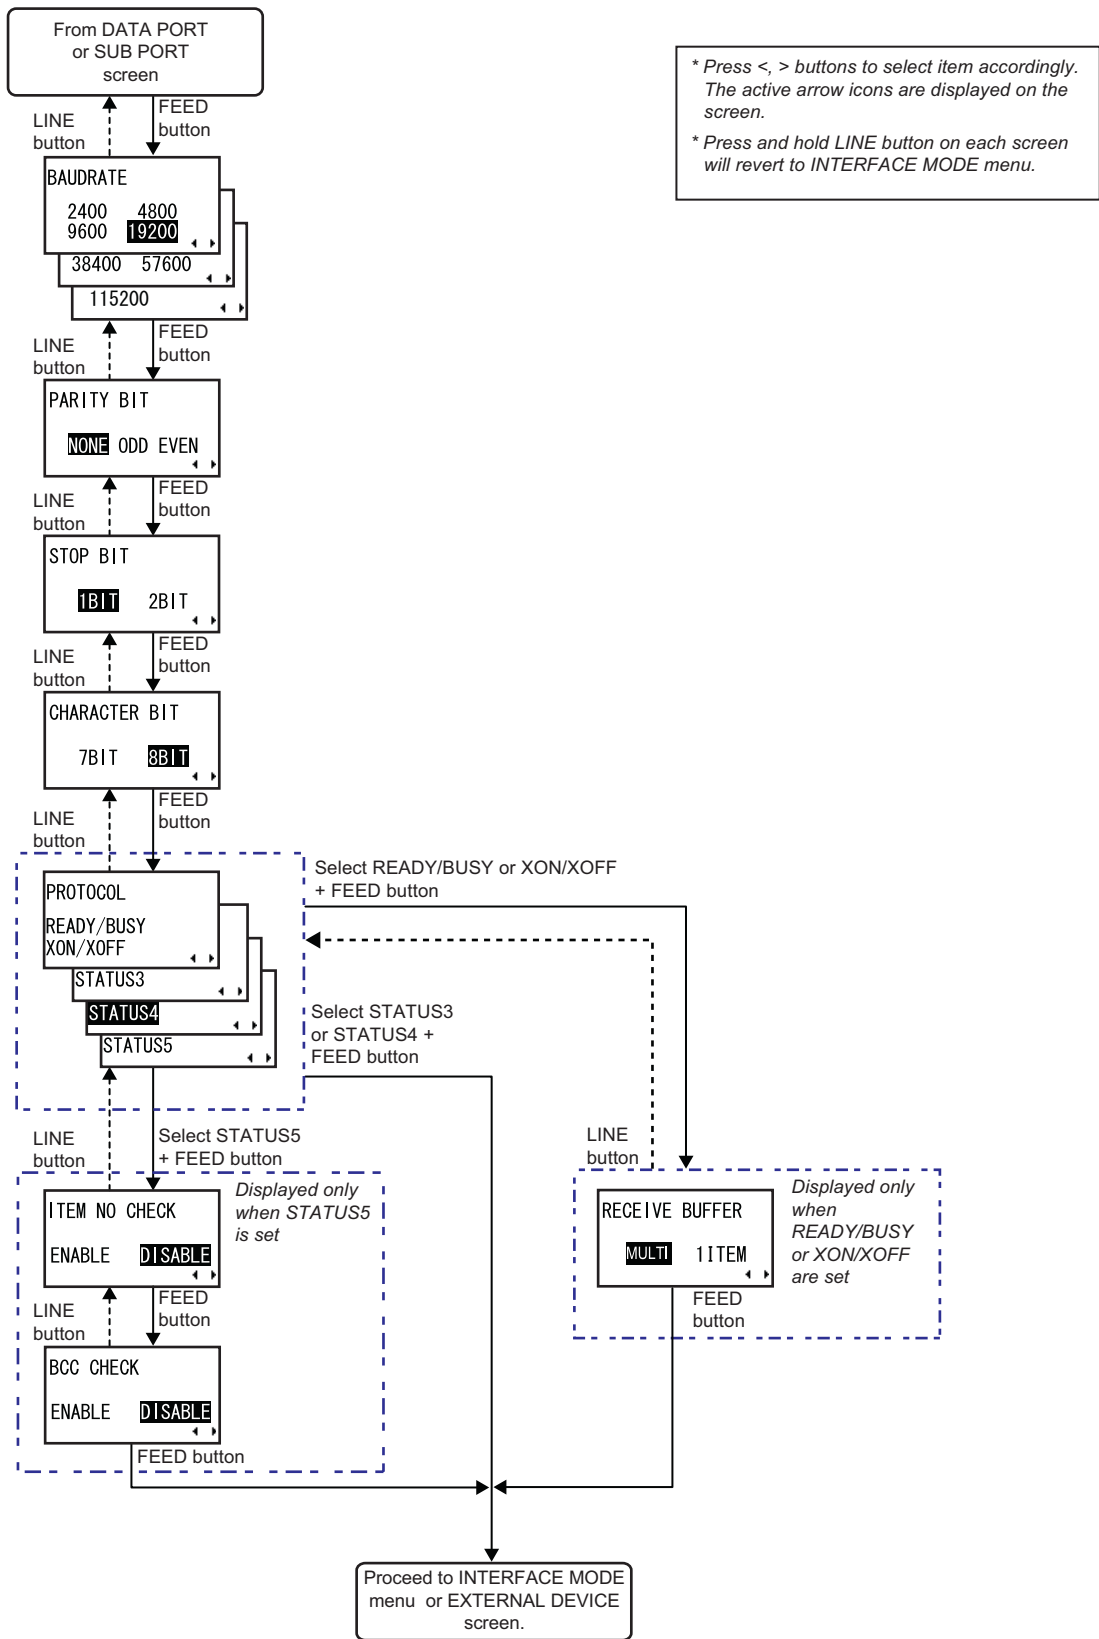 From DATA PORT
or SUB PORT
screen
* Press <, > buttons to select item accordingly.
The active arrow icons are displayed on the
screen.
* Press and hold LINE button on each screen
will revert to INTERFACE MODE menu.
LINE
button
FEED
button
BAUDRATE
2400 4800
9600 19200
38400 57600
115200
LINE
button
FEED
button
PARITY BIT
NONE ODD EVEN
LINE
button
FEED
button
STOP BIT
1BIT 2BIT
LINE
button
FEED
button
CHARACTER BIT
7BIT 8BIT
LINE
button
FEED
button
PROTOCOL
READY/BUSY
XON/XOFF
STATUS3
STATUS4
STATUS5
Select READY/BUSY or XON/XOFF
+ FEED button
Select STATUS3
or STATUS4 +
FEED button
LINE
button
Select STATUS5
+ FEED button
ITEM NO CHECK
ENABLE DISABLE
Displayed only
when STATUS5
is set
LINE
button
FEED
button
BCC CHECK
ENABLE DISABLE
FEED button
LINE
button
RECEIVE BUFFER
MULTI 1ITEM
Displayed only
when
READY/BUSY
or XON/XOFF
are set
FEED
button
Proceed to INTERFACE MODE
menu or EXTERNAL DEVICE
screen.